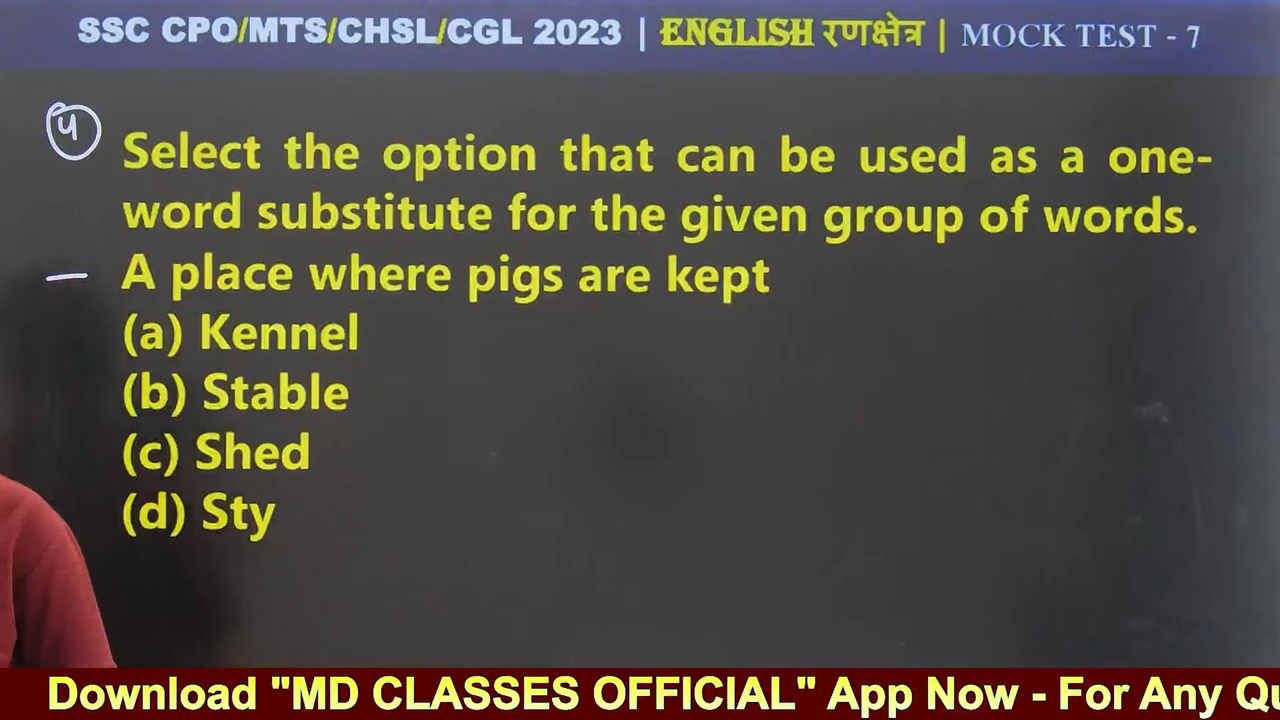 SSC CPO/MTS/CHSL/CGL 2023 | ENGLISH रणक्षेत्र | MOCK TEST - 7
4
Select the option that can be used as a one-
word substitute for the given group of words.
A place where pigs are kept
(a) Kennel
(b) Stable
(c) Shed
(d) Sty
Download "MD CLASSES OFFICIAL" App Now - For Any Qu